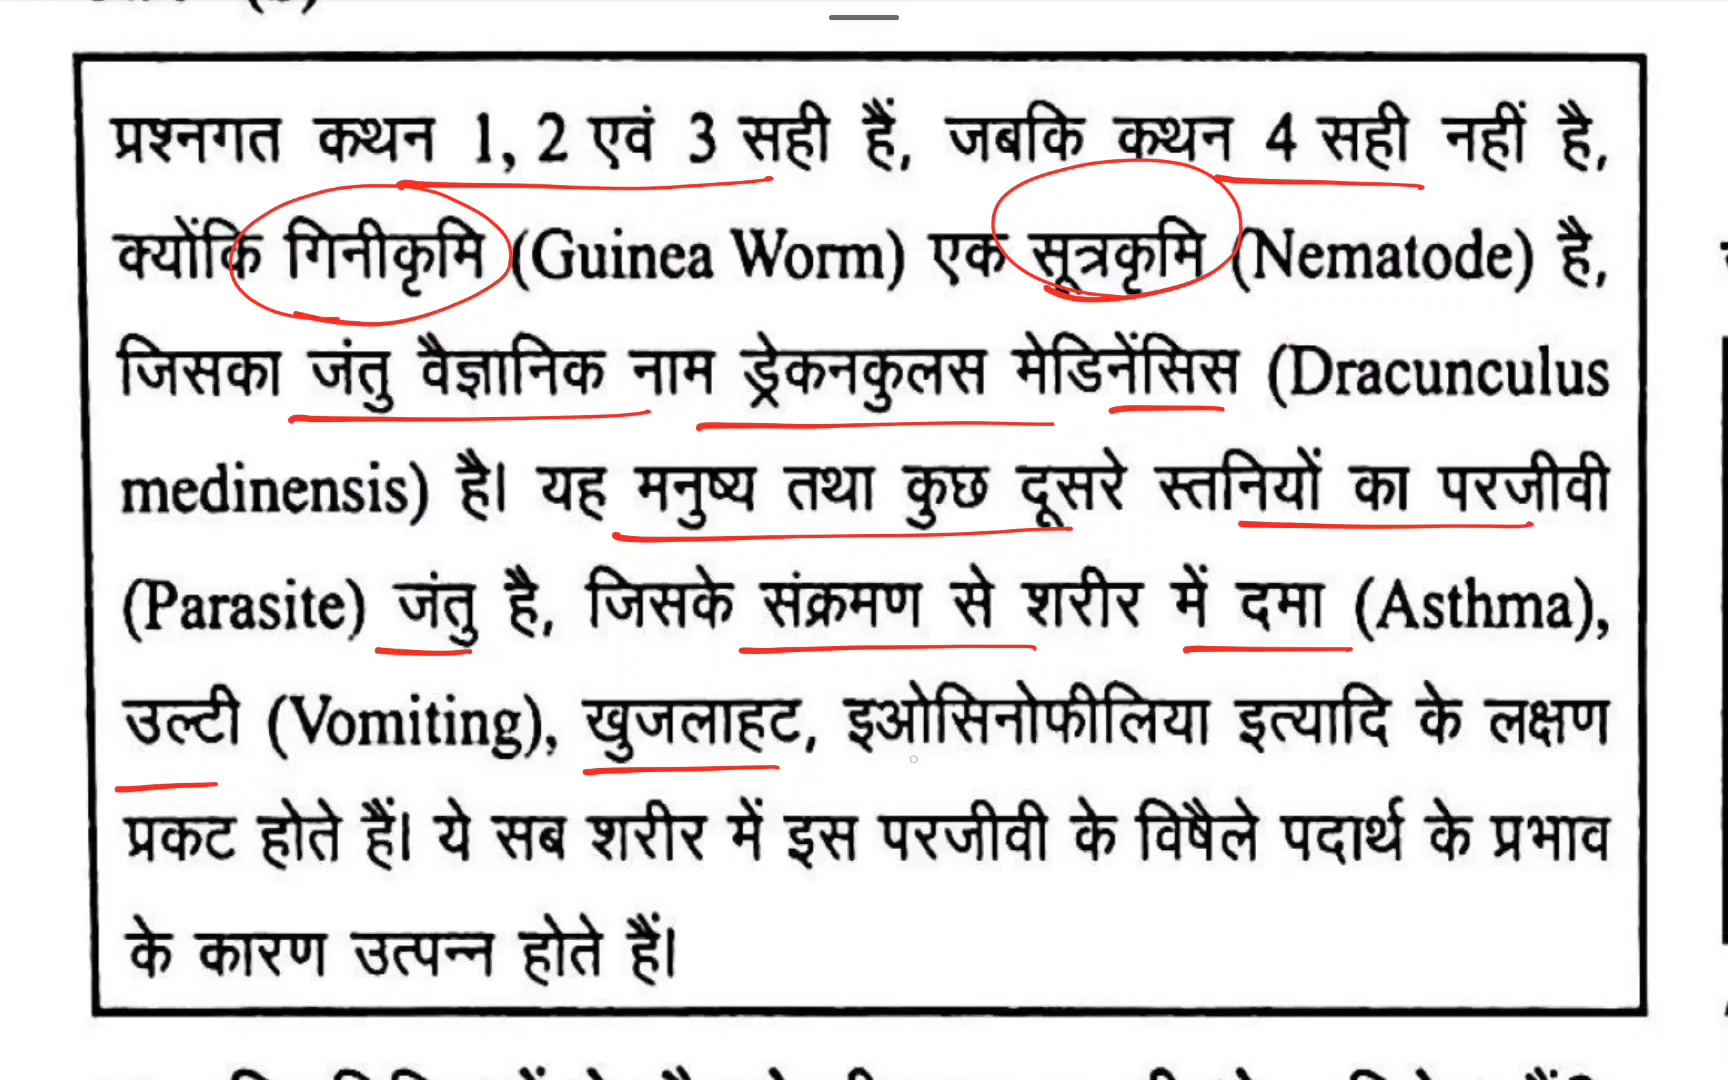 प्रश्नगत कथन 1, 2 एवं 3 सही हैं, जबकि कथन 4 सही नहीं है,
क्योंकि गिनीकृमि (Guinea Worm) एक सूत्रकृमि (Nematode) है,
जिसका जंतु वैज्ञानिक नाम ड्रेकनकुलस मेडिनेंसिस (Dracunculus
medinensis) है। यह मनुष्य तथा कुछ दूसरे स्तनियों का परजीवी
(Parasite) जंतु है, जिसके संक्रमण से शरीर में दमा (Asthma),
उल्टी (Vomiting), खुजलाहट, इओसिनोफीलिया इत्यादि के लक्षण
प्रकट होते हैं। ये सब शरीर में इस परजीवी के विषैले पदार्थ के प्रभाव
के कारण उत्पन्न होते हैं।